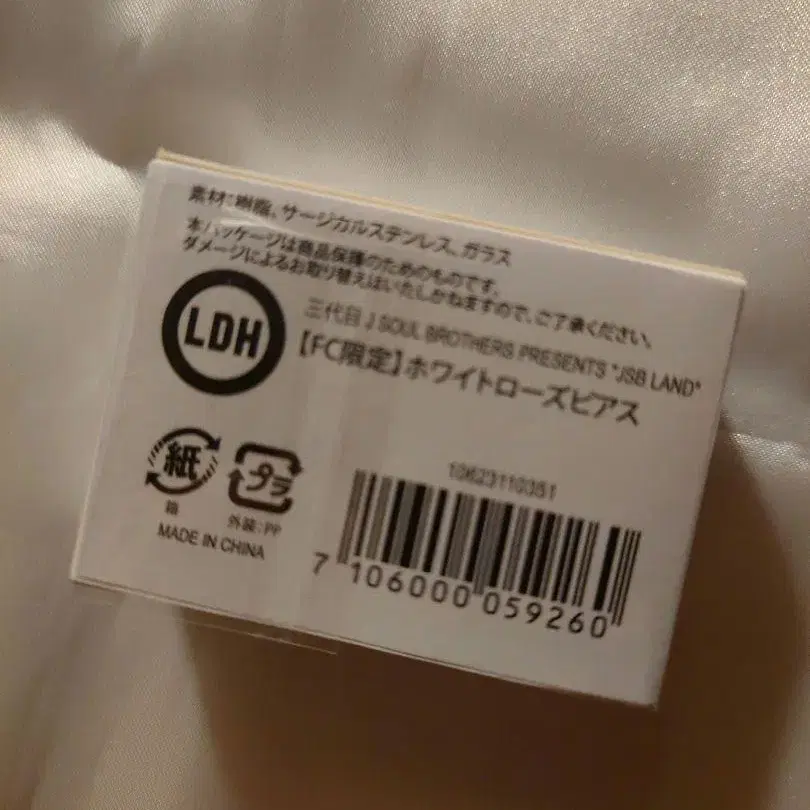 素材:樹脂、サージカルステンレス、ガラス
本パッケージは商品保護のためのものです。
ダメージによるお取り替えはいたしかねますので、ご了承ください。
LDH
三代目 J SOUL BROTHERS PRESENTS "JSB LAND"
【FC限定】ホワイトローズピアス
紙
箱
プラ
外装:PP
MADE IN CHINA
10623110351
7 106000 059260